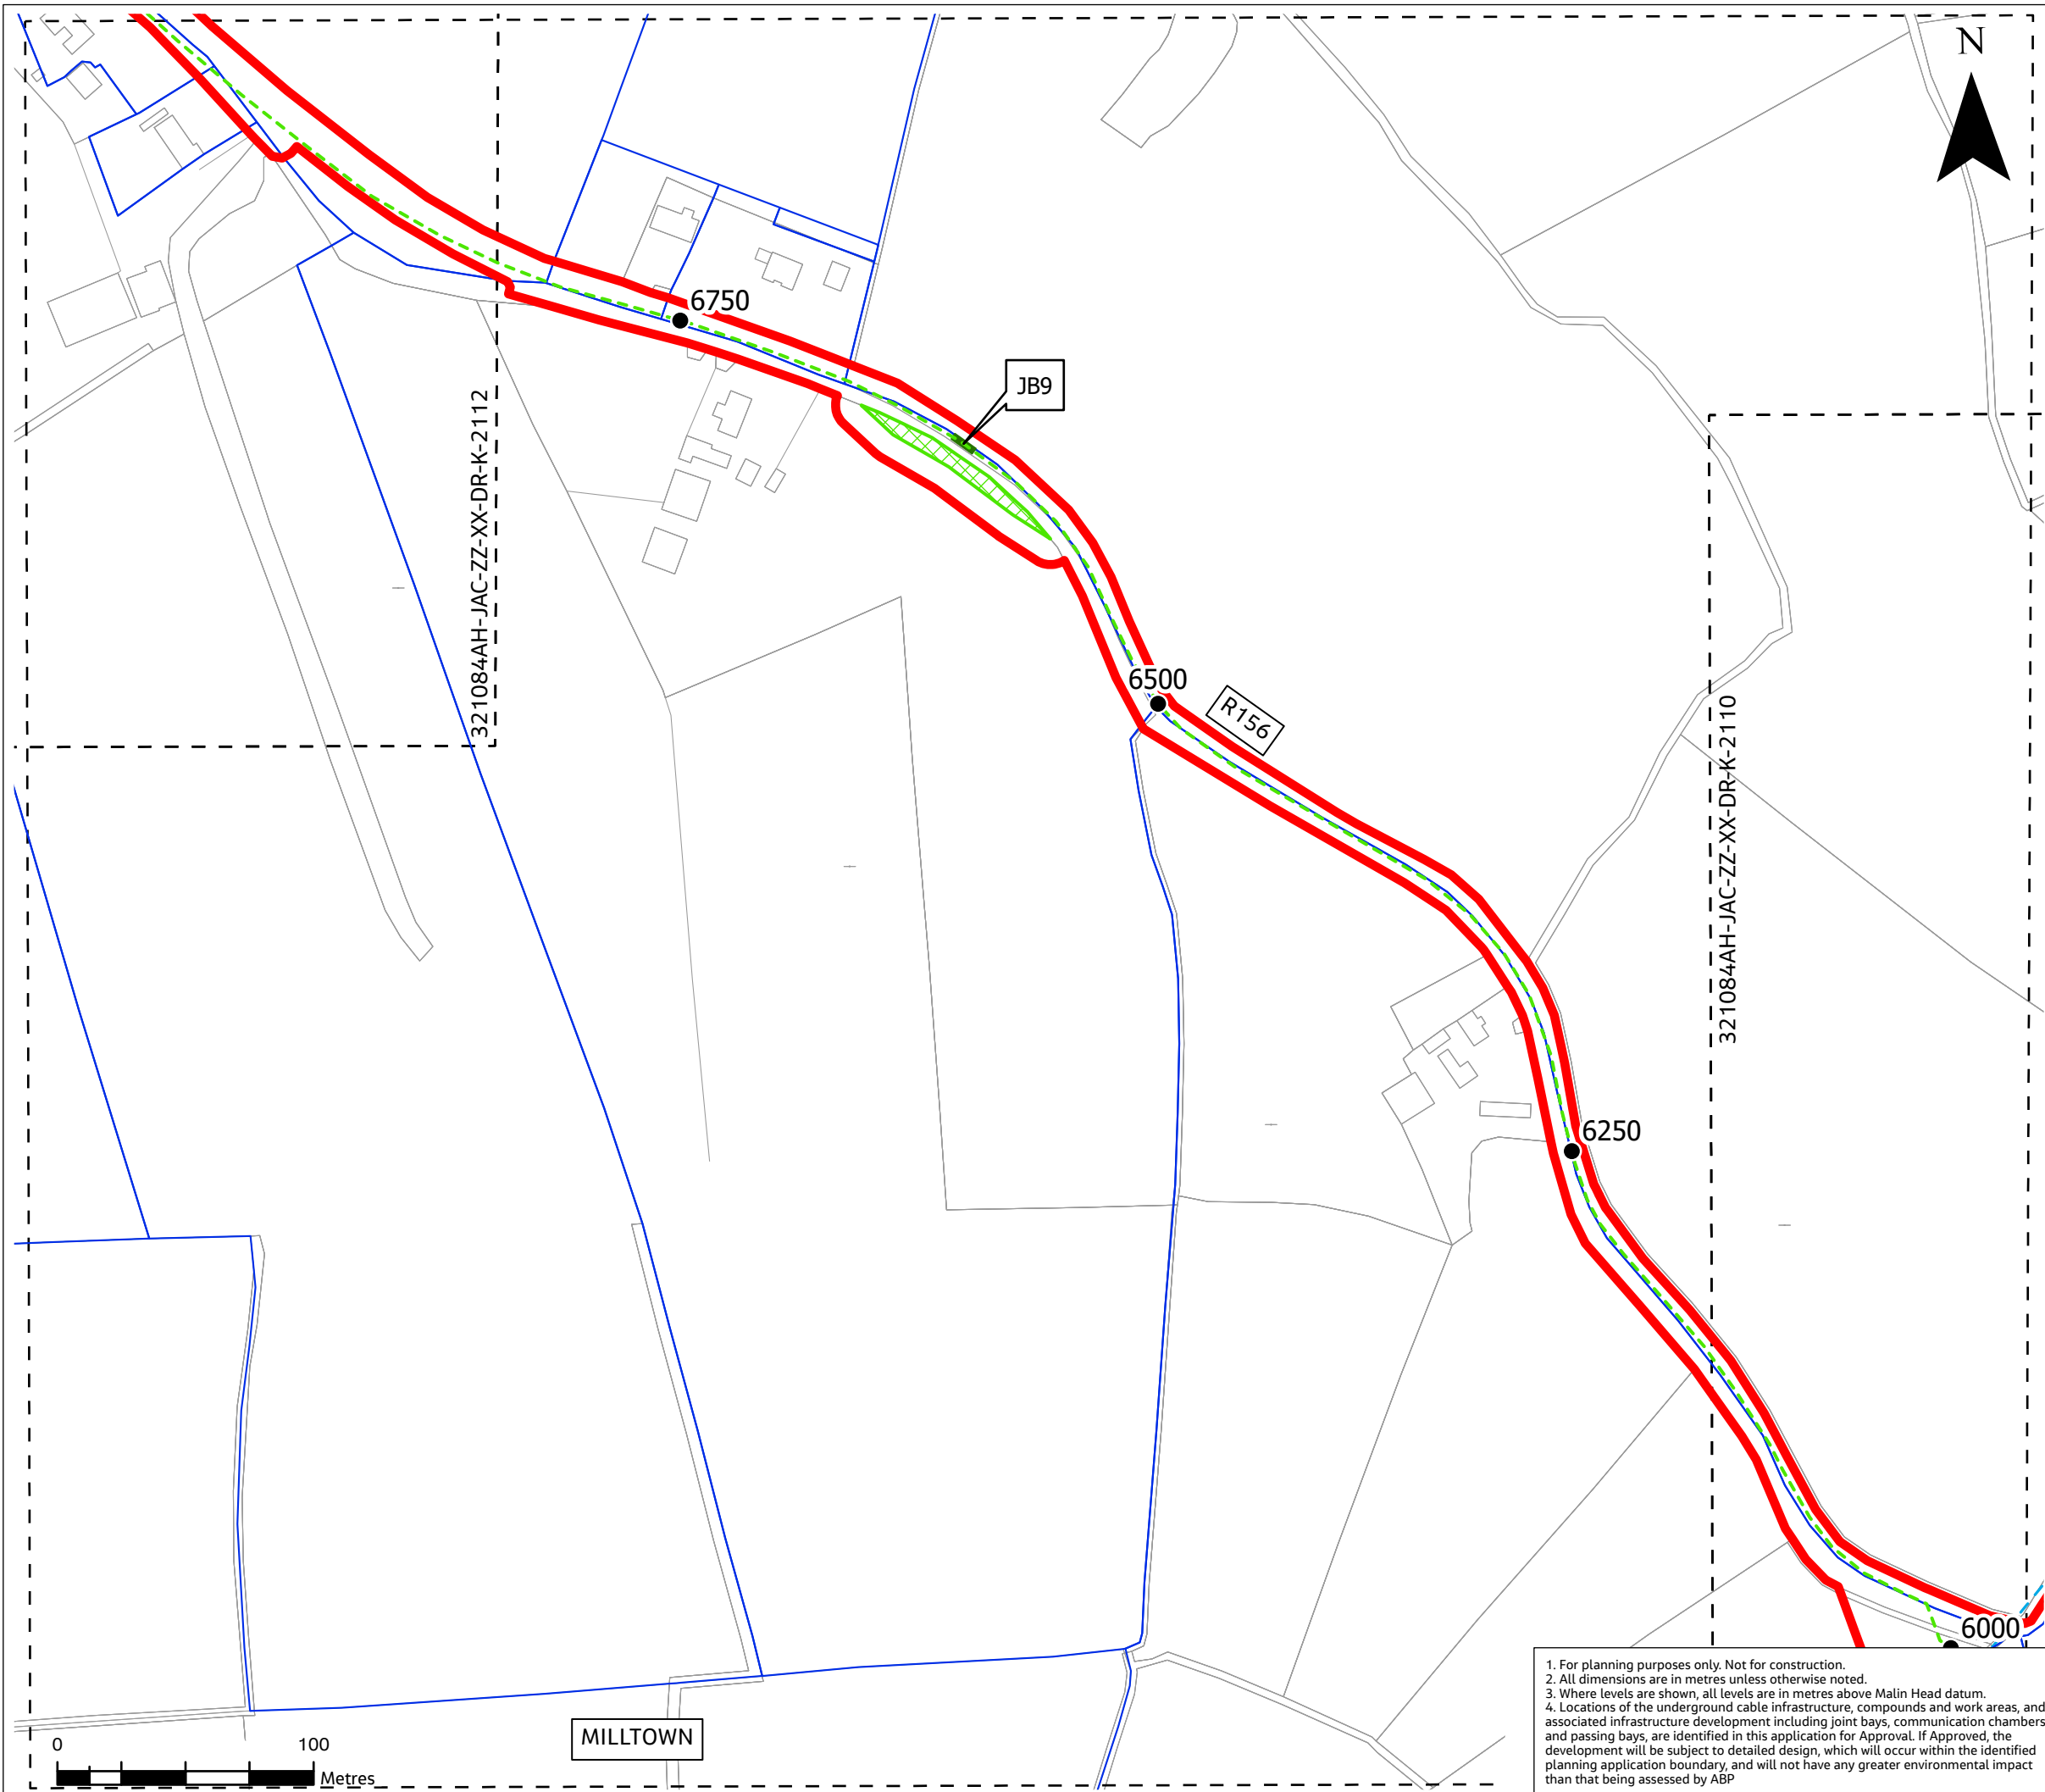 N
6750
JB9
321084AH-JAC-ZZ-XX-DR-K-2112
6500
R156
321084AH-JAC-ZZ-XX-DR-K-2110
6250
6000
1. For planning purposes only. Not for construction.
2. All dimensions are in metres unless otherwise noted.
3. Where levels are shown, all levels are in metres above Malin Head datum.
4. Locations of the underground cable infrastructure, compounds and work areas, and
associated infrastructure development including joint bays, communication chambers
and passing bays, are identified in this application for Approval. If Approved, the
development will be subject to detailed design, which will occur within the identified
planning application boundary, and will not have any greater environmental impact
than that being assessed by ABP
MILLTOWN
0 100
Metres